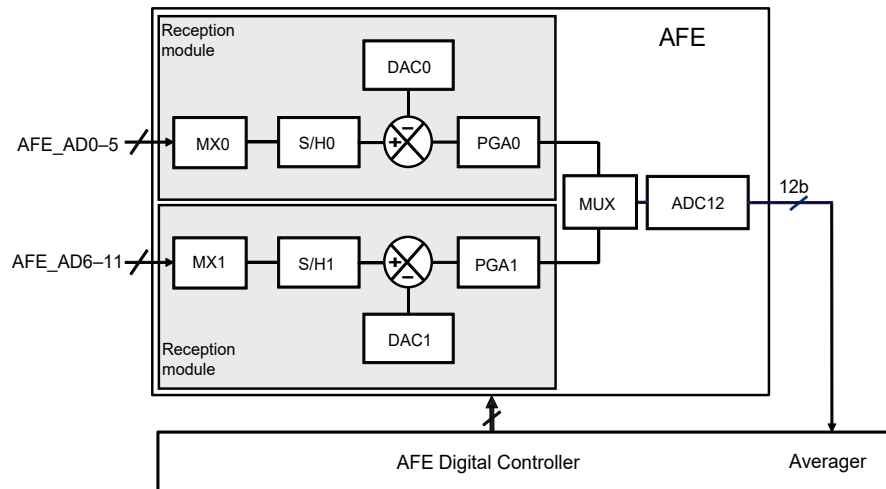 Reception
module
AFE
DAC0
AFE_AD0–5
MX0
S/H0
−
+
PGA0
MUX
ADC12
12b
AFE_AD6–11
MX1
S/H1
+
−
PGA1
DAC1
Reception
module
AFE Digital Controller
Averager